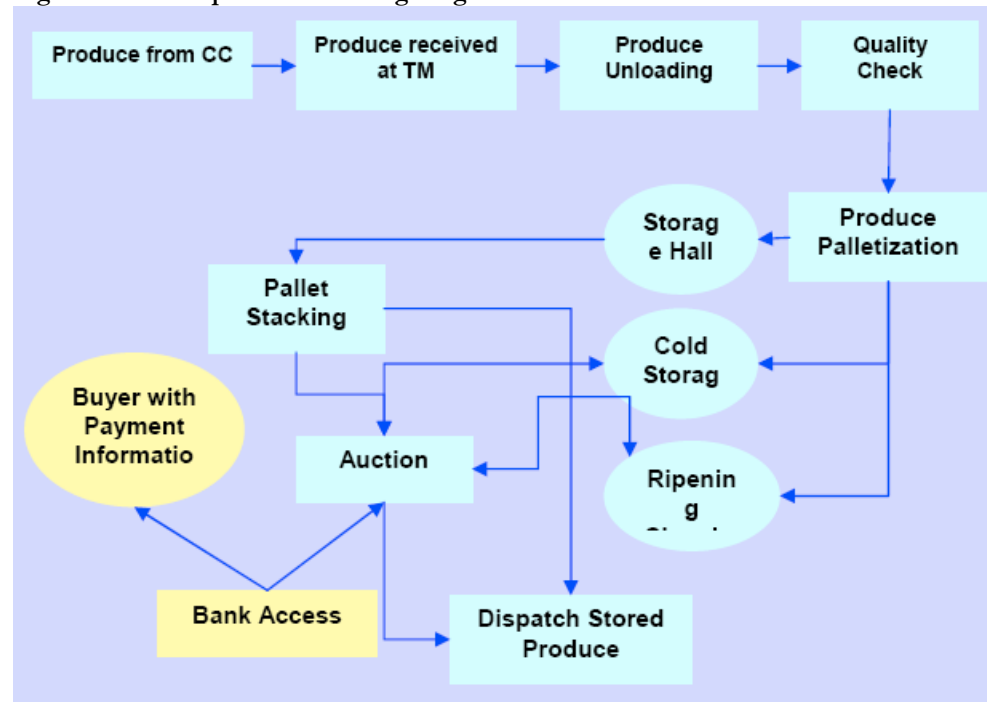 Produce from CC
Produce received
at TM
Produce
Unloading
Quality
Check
Storag
e Hall
Produce
Palletization
Pallet
Stacking
Cold
Storag
Buyer with
Payment
Informatio
Auction
Ripenin
g
Bank Access
Dispatch Stored
Produce